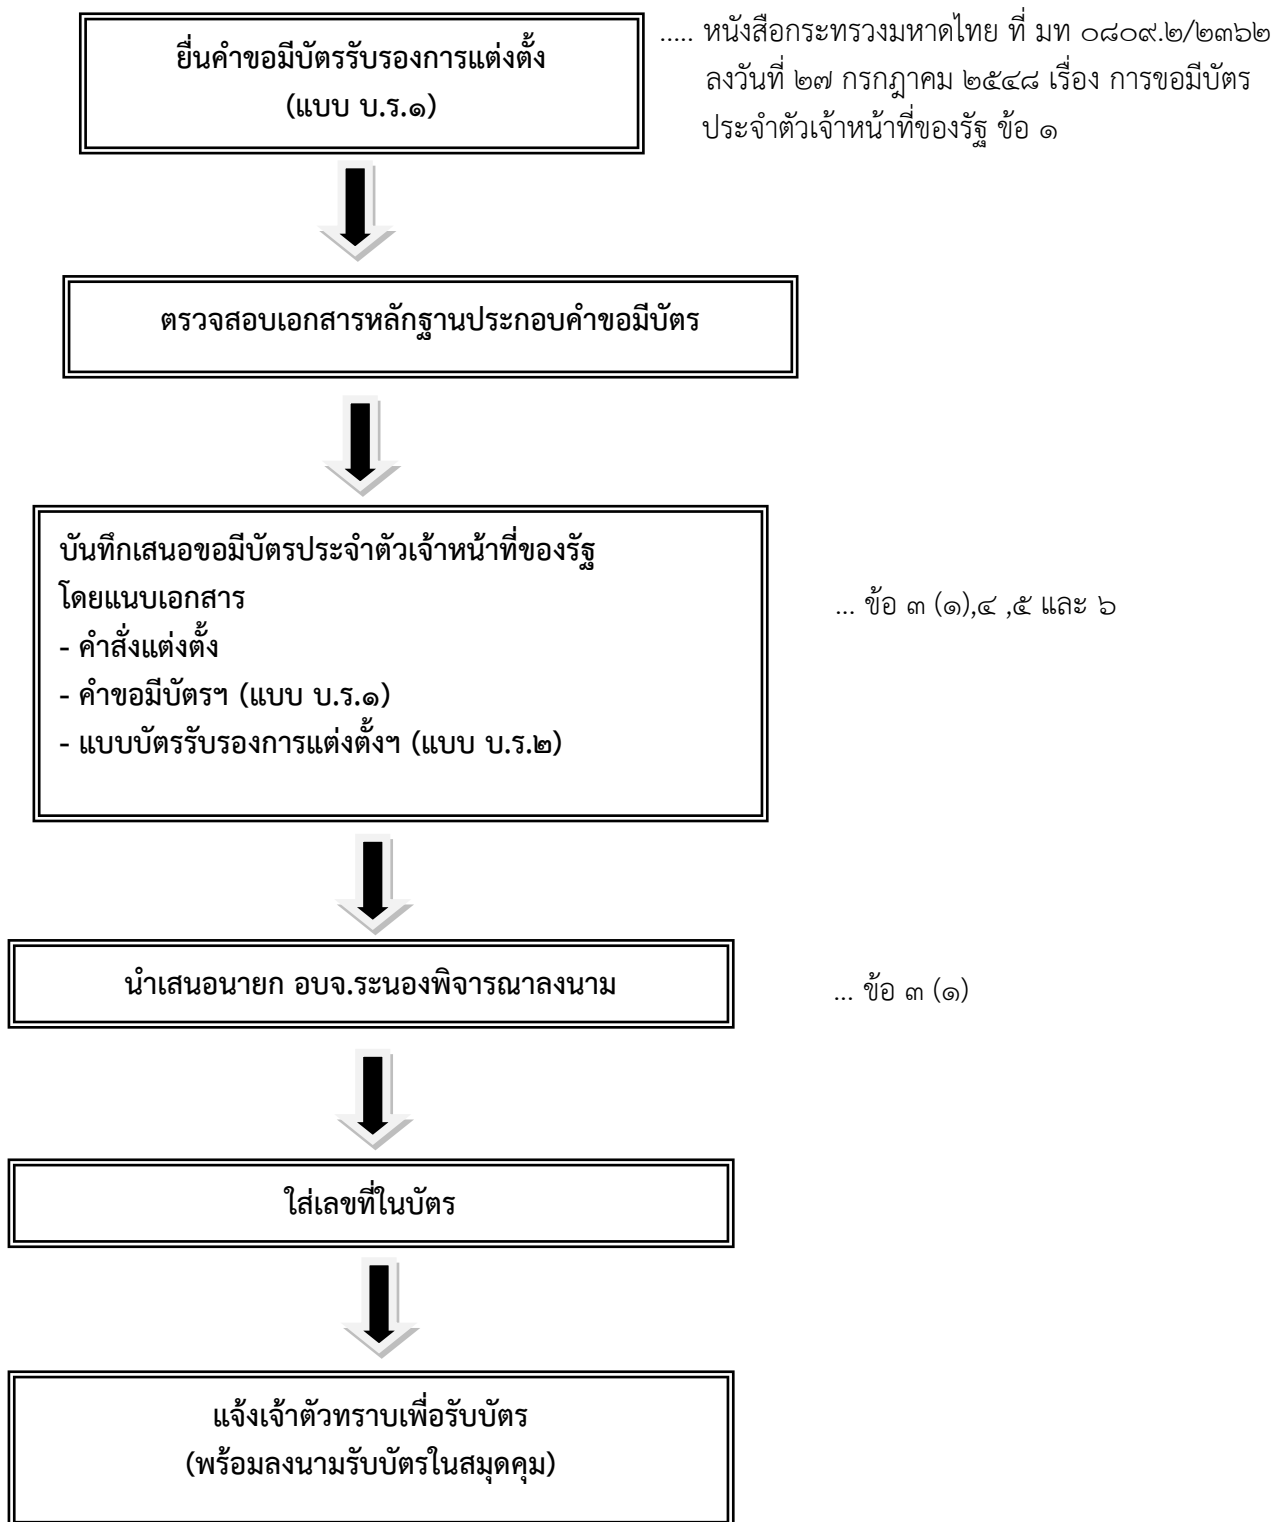 ยื่นคำขอมีบัตรรับรองการแต่งตั้ง
(แบบ บ.ร.๑)
..... หนังสือกระทรวงมหาดไทย ที่ มท ๐๘๐๙.๒/๒๓๖๒
ลงวันที่ ๒๗ กรกฎาคม ๒๕๔๘ เรื่อง การขอมีบัตร
ประจำตัวเจ้าหน้าที่ของรัฐ ข้อ ๑
ตรวจสอบเอกสารหลักฐานประกอบคำขอมีบัตร
บันทึกเสนอขอมีบัตรประจำตัวเจ้าหน้าที่ของรัฐ
โดยแนบเอกสาร
- คำสั่งแต่งตั้ง
- คำขอมีบัตรฯ (แบบ บ.ร.๑)
- แบบบัตรรับรองการแต่งตั้งฯ (แบบ บ.ร.๒)
... ข้อ ๓ (๑),๔ ,๕ และ ๖
นำเสนอนายก อบจ.ระนองพิจารณาลงนาม
... ข้อ ๓ (๑)
ใส่เลขที่ในบัตร
แจ้งเจ้าตัวทราบเพื่อรับบัตร
(พร้อมลงนามรับบัตรในสมุดคุม)